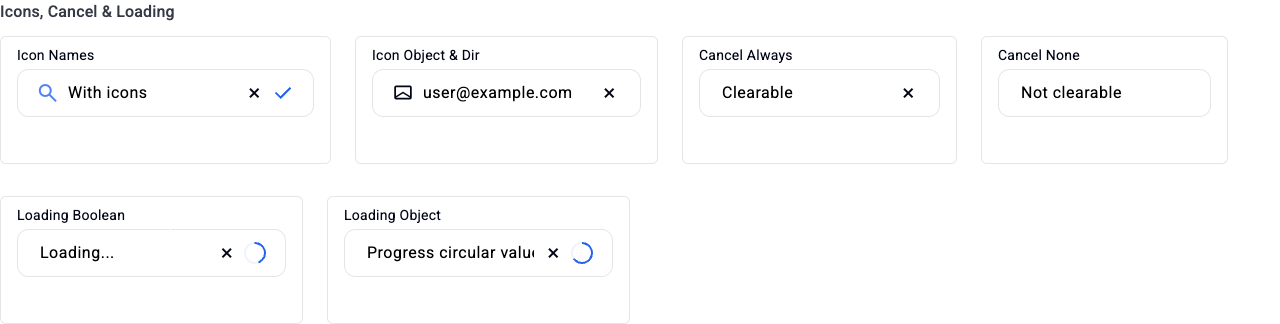 Icons, Cancel & Loading
Icon Names
With icons
Icon Object & Dir
user@example.com
Cancel Always
Clearable
Cancel None
Not clearable
Loading Boolean
Loading...
Loading Object
Progress circular value